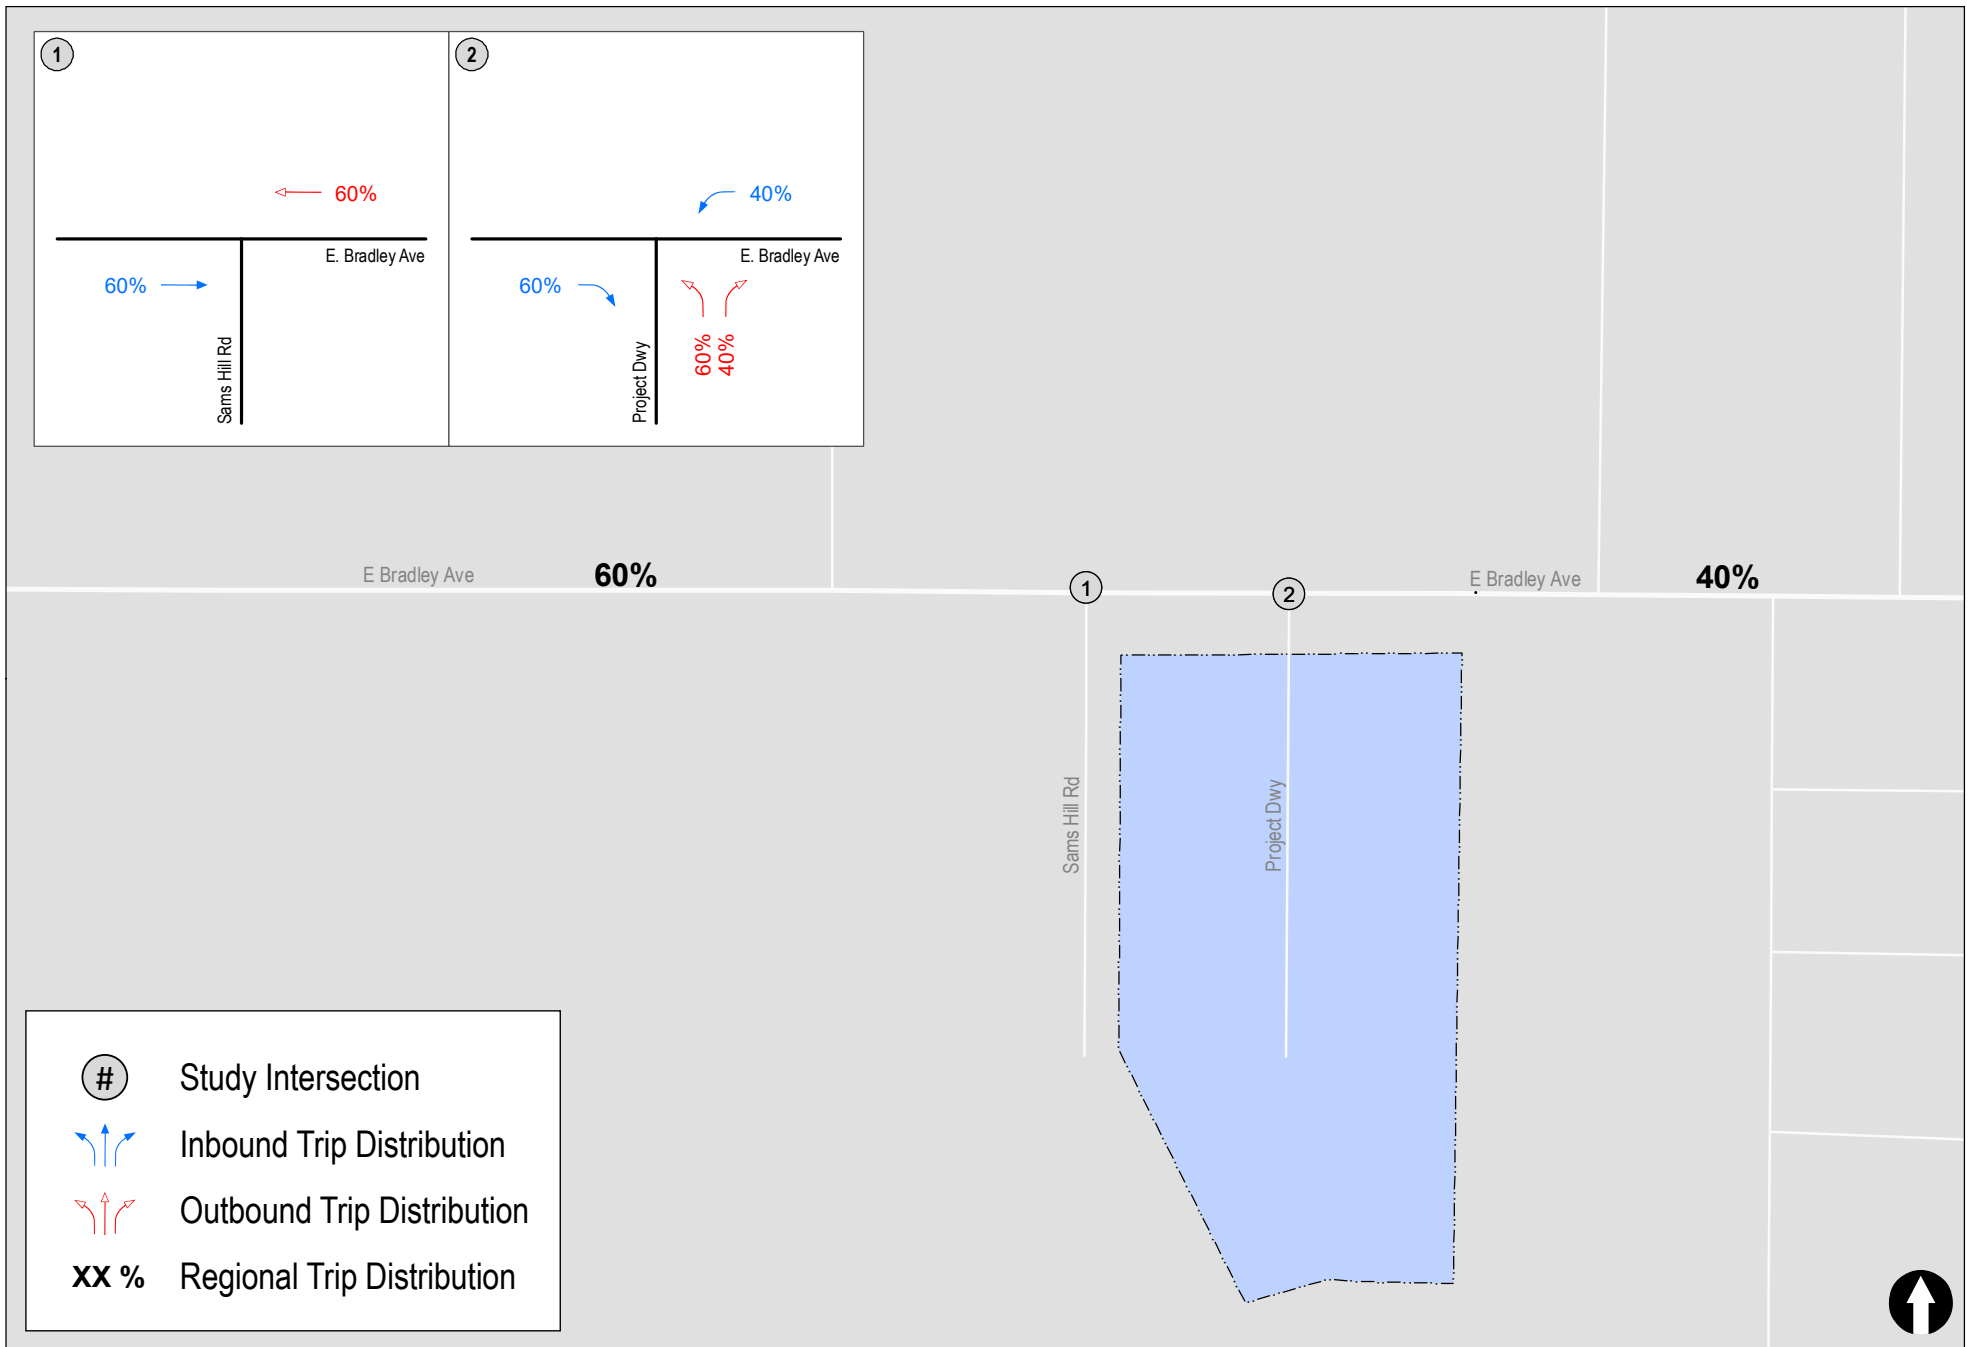 1
60%
E. Bradley Ave
60%
Sams Hill Rd
2
40%
E. Bradley Ave
60%
60%
40%
Project Dwy
E Bradley Ave
60%
1
2
E Bradley Ave
40%
Sams Hill Rd
Project Dwy
# Study Intersection
Inbound Trip Distribution
Outbound Trip Distribution
XX % Regional Trip Distribution